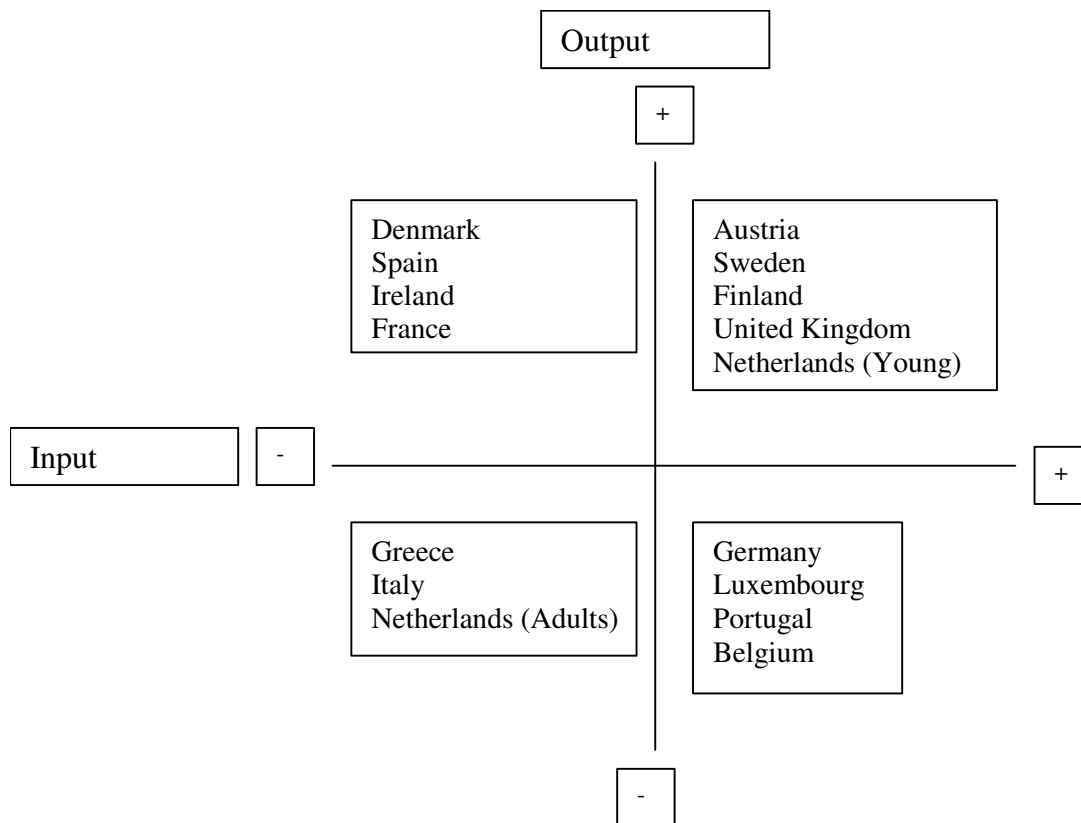 Output
+
Denmark
Spain
Ireland
France
Austria
Sweden
Finland
United Kingdom
Netherlands (Young)
Input
-
+
Greece
Italy
Netherlands (Adults)
Germany
Luxembourg
Portugal
Belgium
-